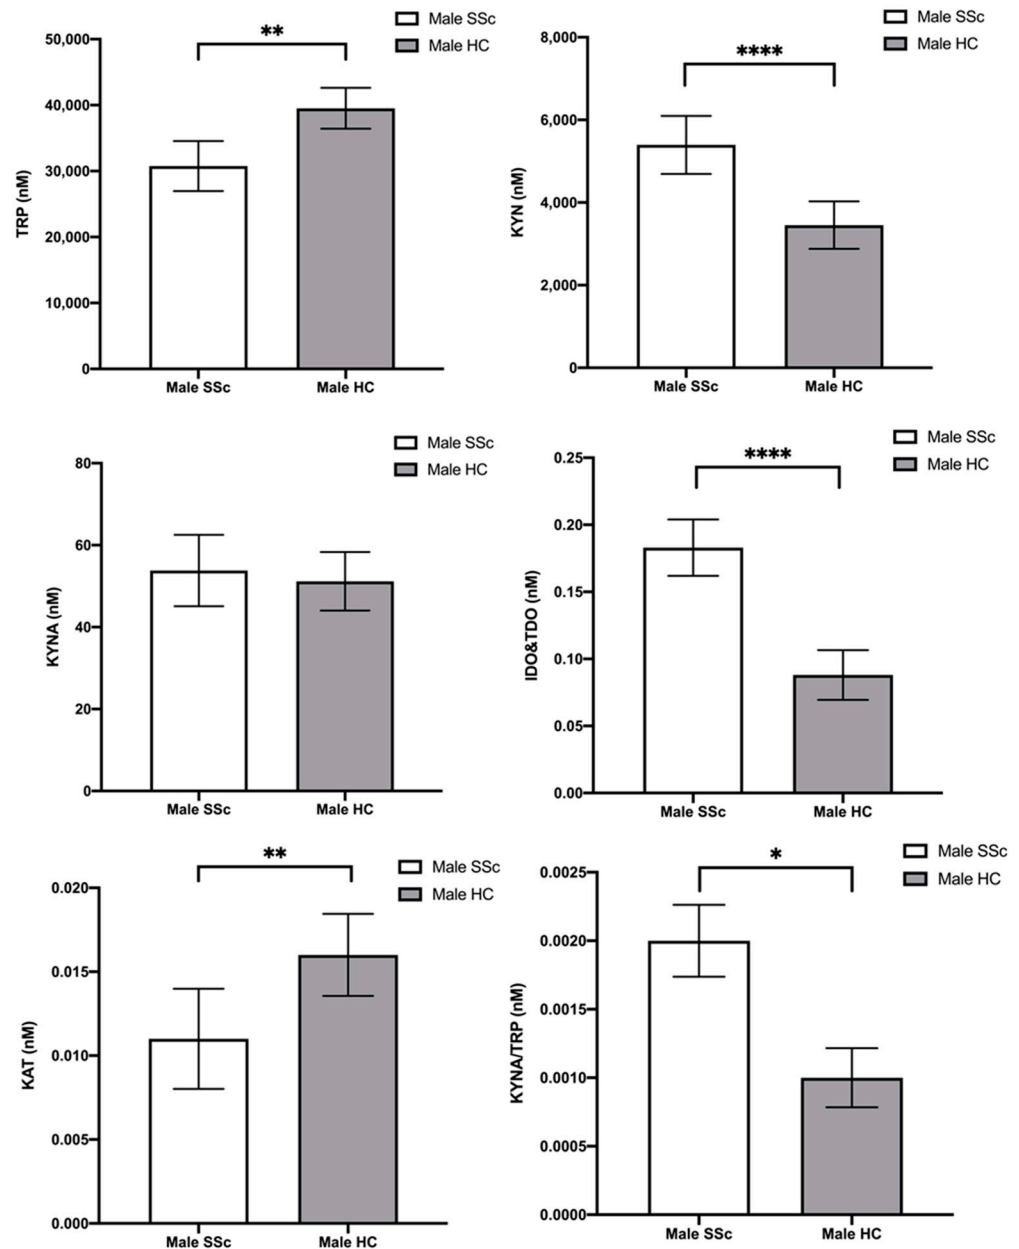 Male SSc
Male HC
**
50,000
40,000
30,000
20,000
10,000
0
TRP (nM)
Male SSc
Male HC
Male SSc
Male HC
****
8,000
6,000
4,000
2,000
0
KYN (nM)
Male SSc
Male HC
Male SSc
Male HC
80
60
40
20
0
KYNA (nM)
Male SSc
Male HC
Male SSc
Male HC
****
0.25
0.20
0.15
0.10
0.05
0.00
IDO&TDO (nM)
Male SSc
Male HC
Male SSc
Male HC
**
0.020
0.015
0.010
0.005
0.000
KAT (nM)
Male SSc
Male HC
Male SSc
Male HC
*
0.0025
0.0020
0.0015
0.0010
0.0005
0.0000
KYNA/TRP (nM)
Male SSc
Male HC